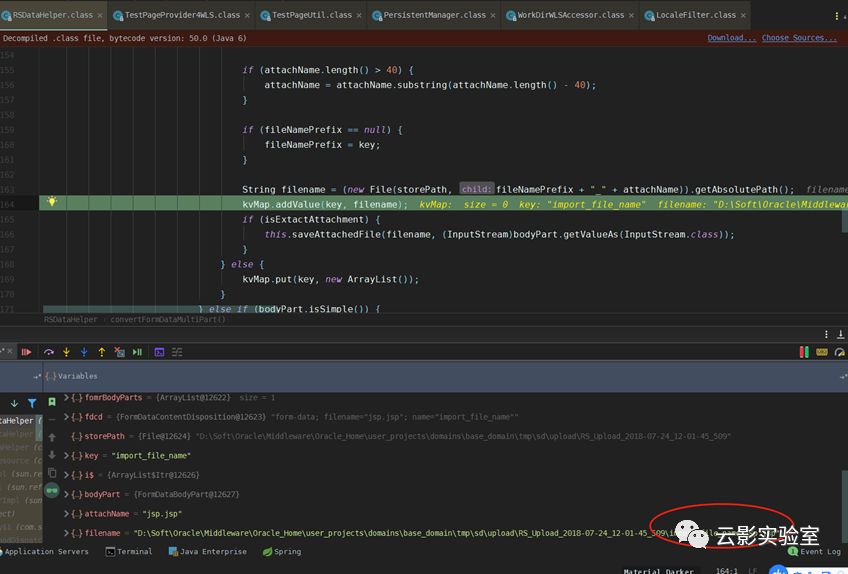 RSDataHelper.class × TestPageProvider4WLS.class × TestPageUtil.class × PersistentManager.class × WorkDirWLSAccessor.class × LocaleFilter.class ×
Decompiled .class file, bytecode version: 50.0 (Java 6) Download... Choose Sources...
154
155 if (attachName.length() > 40) {
156 attachName = attachName.substring(attachName.length() - 40);
157 }
158
159 if (fileNamePrefix == null) {
160 fileNamePrefix = key;
161 }
162
163 String filename = (new File(storePath, child: fileNamePrefix + "_" + attachName)).getAbsolutePath(); filename
164 kvMap.addValue(key, filename); kvMap: size = 0 key: "import_file_name" filename: "D:\Soft\Oracle\Middlewar
165 if (isExtactAttachment) {
166 this.saveAttachedFile(filename, (InputStream)bodyPart.getValueAs(InputStream.class));
167 }
168 } else {
169 kvMap.put(key, new ArrayList());
170 }
171 } else if (bodyPart.isSimple()) {
RSDataHelper › convertFormDataMultiPart()
Variables
fomrBodyParts = {ArrayList@12622} size = 1
fdcd = {FormDataContentDisposition@12623} "form-data; filename="jsp.jsp"; name="import_file_name""
storePath = {File@12624} "D:\Soft\Oracle\Middleware\Oracle_Home\user_projects\domains\base_domain\tmp\sd\upload\RS_Upload_2018-07-24_12-01-45_509"
key = "import_file_name"
i$ = {ArrayList$Itr@12626}
bodyPart = {FormDataBodyPart@12627}
attachName = "jsp.jsp"
filename = "D:\Soft\Oracle\Middleware\Oracle_Home\user_projects\domains\base_domain\tmp\sd\upload\RS_Upload_2018-07-24_12-01-45_509\
云影实验室
Application Servers Terminal Java Enterprise Spring 1 Event Log
Material Darker 164:1 LF